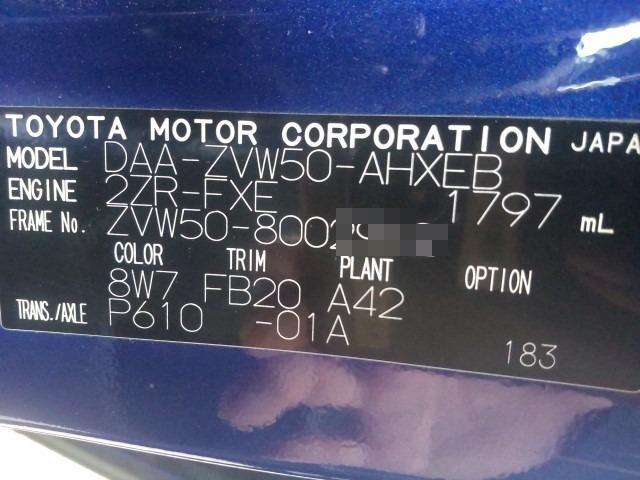 TOYOTA MOTOR CORPORATION JAPA
MODEL DAA-ZVW50-AHXEB
ENGINE 2ZR-FXE 1797 mL
FRAME No. ZVW50-8002
COLOR TRIM PLANT OPTION
8W7 FB20 A42
TRANS./AXLE P610 -01A
183